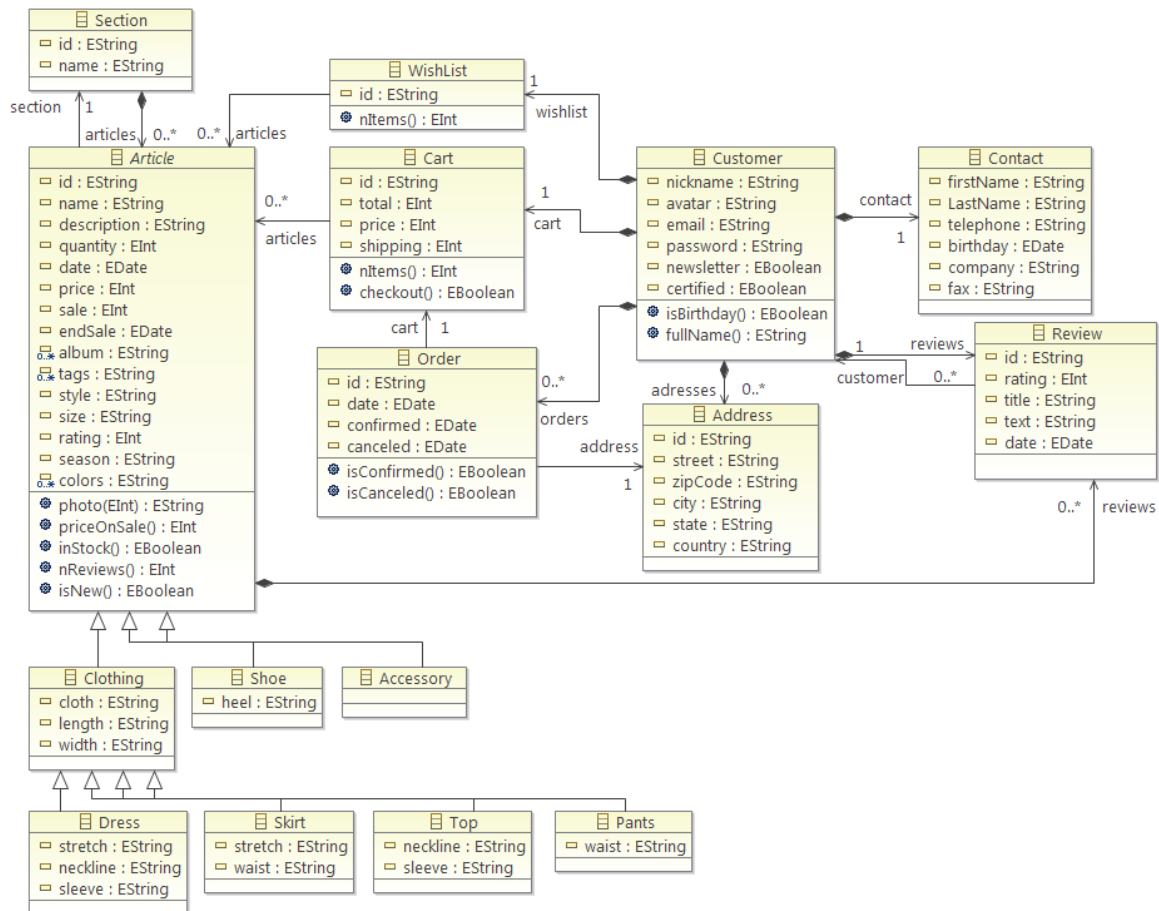 Section
id : EString
name : EString
section
1
articles
0..*
WishList
id : EString
nItems() : EInt
0..*
articles
1
wishlist
Article
id : EString
name : EString
description : EString
quantity : EInt
date : EDate
price : EInt
sale : EInt
endSale : EDate
0..* album : EString
0..* tags : EString
style : EString
size : EString
rating : EInt
season : EString
0..* colors : EString
photo(EInt) : EString
priceOnSale() : EInt
inStock() : EBoolean
nReviews() : EInt
isNew() : EBoolean
Cart
id : EString
total : EInt
price : EInt
shipping : EInt
nItems() : EInt
checkout() : EBoolean
0..*
articles
1
cart
Customer
nickname : EString
avatar : EString
email : EString
password : EString
newsletter : EBoolean
certified : EBoolean
isBirthday() : EBoolean
fullName() : EString
contact
1
Contact
firstName : EString
LastName : EString
telephone : EString
birthday : EDate
company : EString
fax : EString
cart
1
Order
id : EString
date : EDate
confirmed : EDate
canceled : EDate
isConfirmed() : EBoolean
isCanceled() : EBoolean
0..*
orders
address
1
1
reviews
customer
0..*
Review
id : EString
rating : EInt
title : EString
text : EString
date : EDate
adresses
0..*
Address
id : EString
street : EString
zipCode : EString
city : EString
state : EString
country : EString
0..*
reviews
Clothing
cloth : EString
length : EString
width : EString
Shoe
heel : EString
Accessory
Dress
stretch : EString
neckline : EString
sleeve : EString
Skirt
stretch : EString
waist : EString
Top
neckline : EString
sleeve : EString
Pants
waist : EString